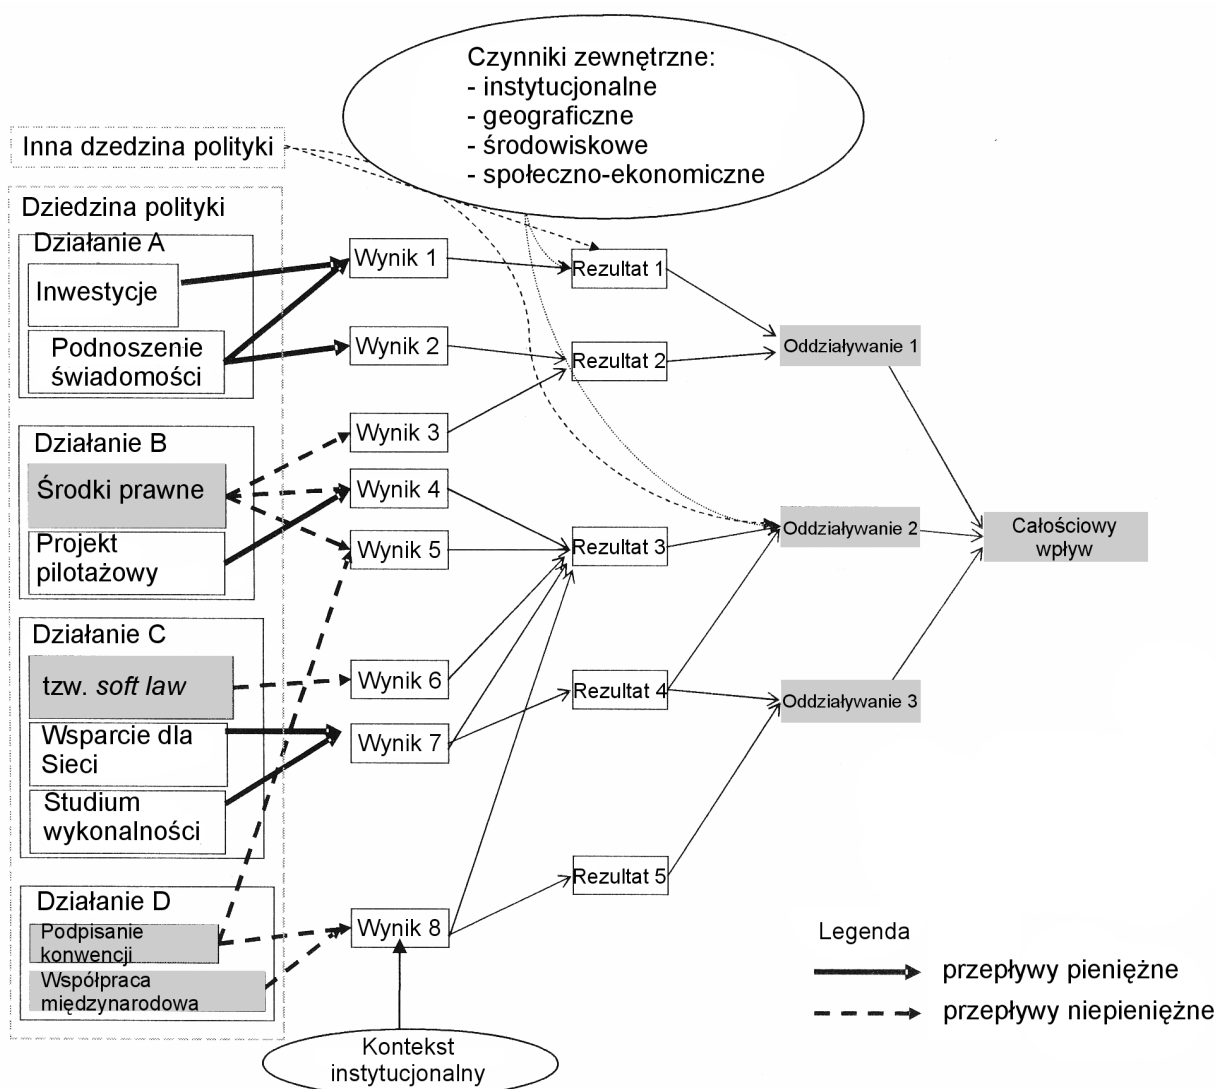 Czynniki zewnętrzne:
- instytucjonalne
- geograficzne
- środowiskowe
- społeczno-ekonomiczne
Inna dzedzina polityki
Dziedzina polityki
Działanie A
Inwestycje
Podnoszenie
świadomości
Działanie B
Środki prawne
Projekt
pilotażowy
Działanie C
tzw. soft law
Wsparcie dla
Sieci
Studium
wykonalności
Działanie D
Podpisanie
konwencji
Współpraca
międzynarodowa
Wynik 1
Wynik 2
Wynik 3
Wynik 4
Wynik 5
Wynik 6
Wynik 7
Wynik 8
Kontekst
instytucjonalny
Rezultat 1
Rezultat 2
Rezultat 3
Rezultat 4
Rezultat 5
Oddziaływanie 1
Oddziaływanie 2
Oddziaływanie 3
Całościowy
wpływ
Legenda
przepływy pieniężne
przepływy niepieniężne